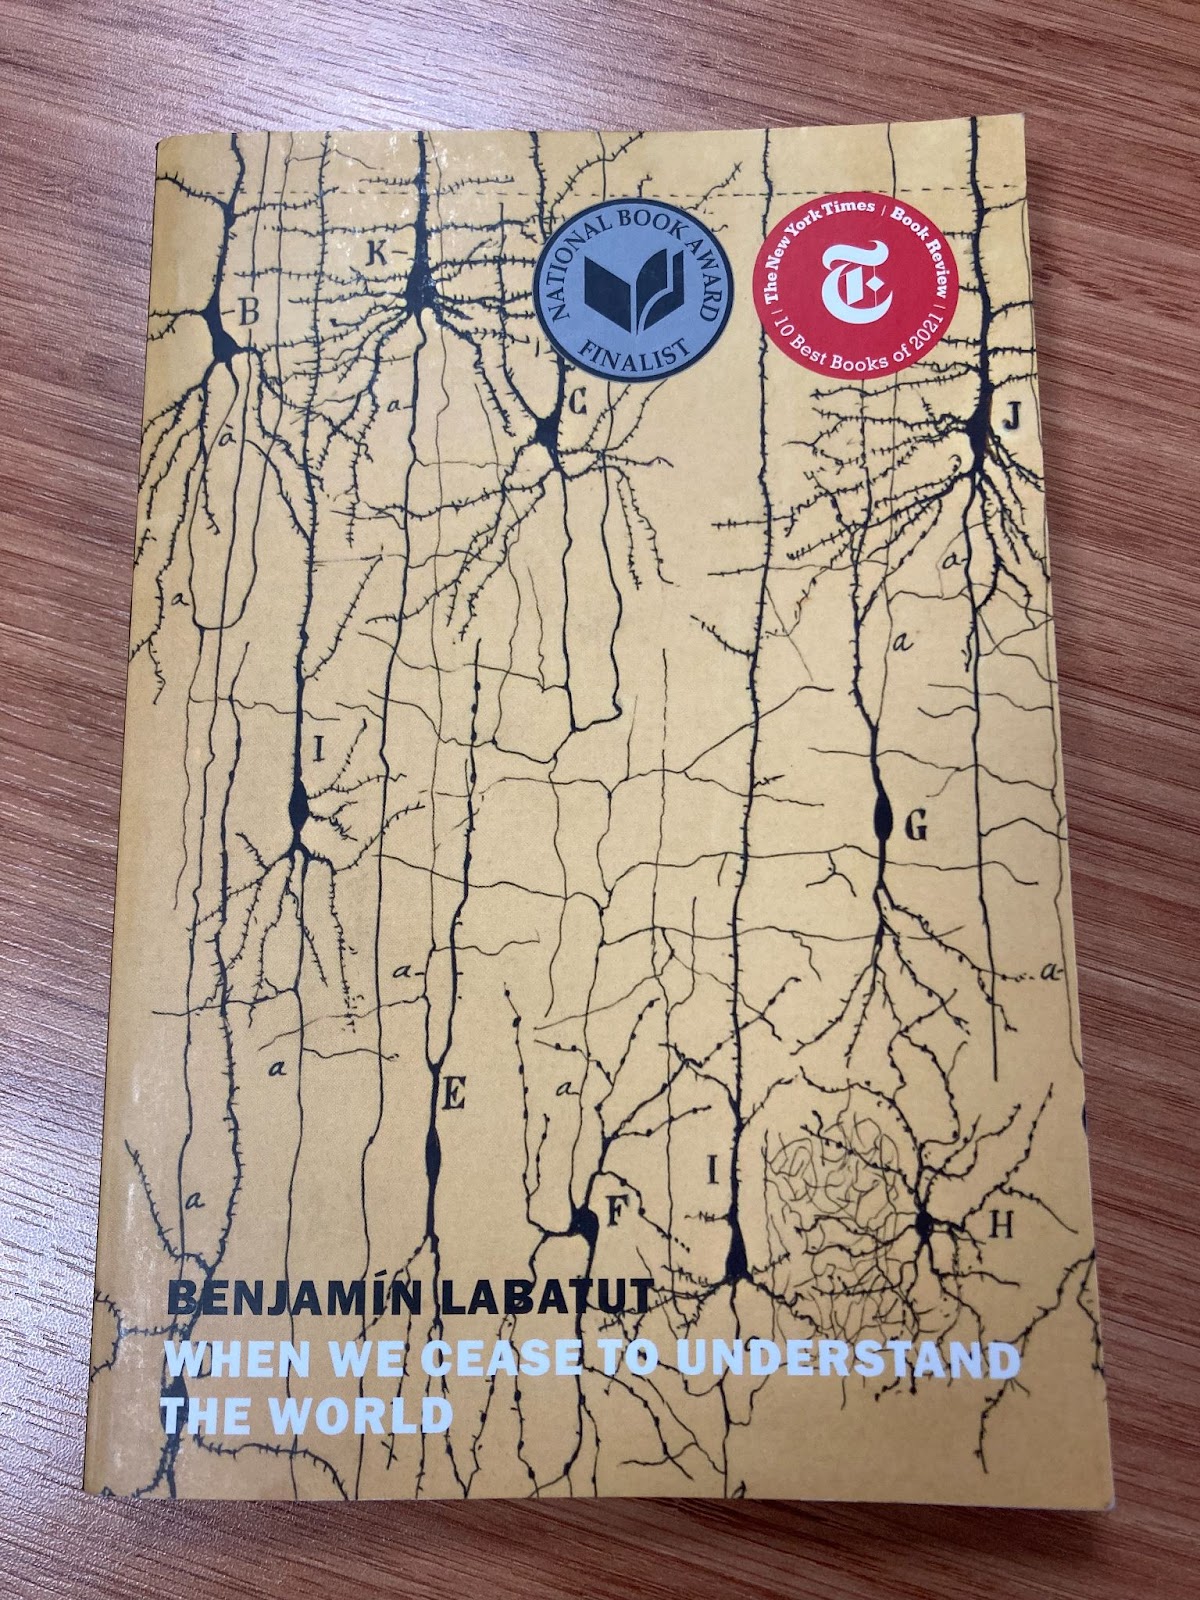 NATIONAL BOOK AWARD
FINALIST
The New York Times | Book Review
T
| 10 Best Books of 2021 |
K
B
C
J
a
à
a
a
a
I
G
a
a
a
E
a
I
F
H
a
BENJAMÍN LABATUT
WHEN WE CEASE TO UNDERSTAND
THE WORLD
a